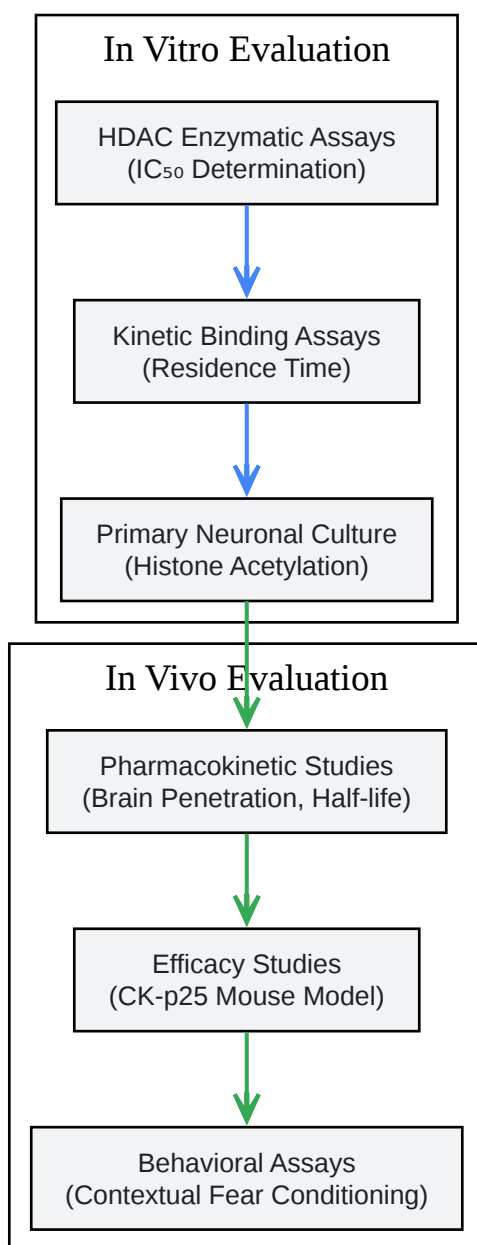 In Vitro Evaluation
HDAC Enzymatic Assays
(IC₅₀ Determination)
Kinetic Binding Assays
(Residence Time)
Primary Neuronal Culture
(Histone Acetylation)
In Vivo Evaluation
Pharmacokinetic Studies
(Brain Penetration, Half-life)
Efficacy Studies
(CK-p25 Mouse Model)
Behavioral Assays
(Contextual Fear Conditioning)